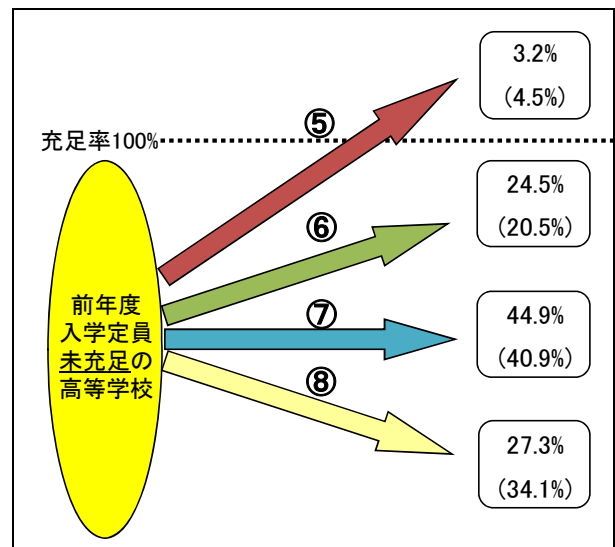 3.2%
(4.5%)
⑤
充足率100%
24.5%
(20.5%)
⑥
前年度
入学定員
未充足の
高等学校
⑦
44.9%
(40.9%)
⑧
27.3%
(34.1%)